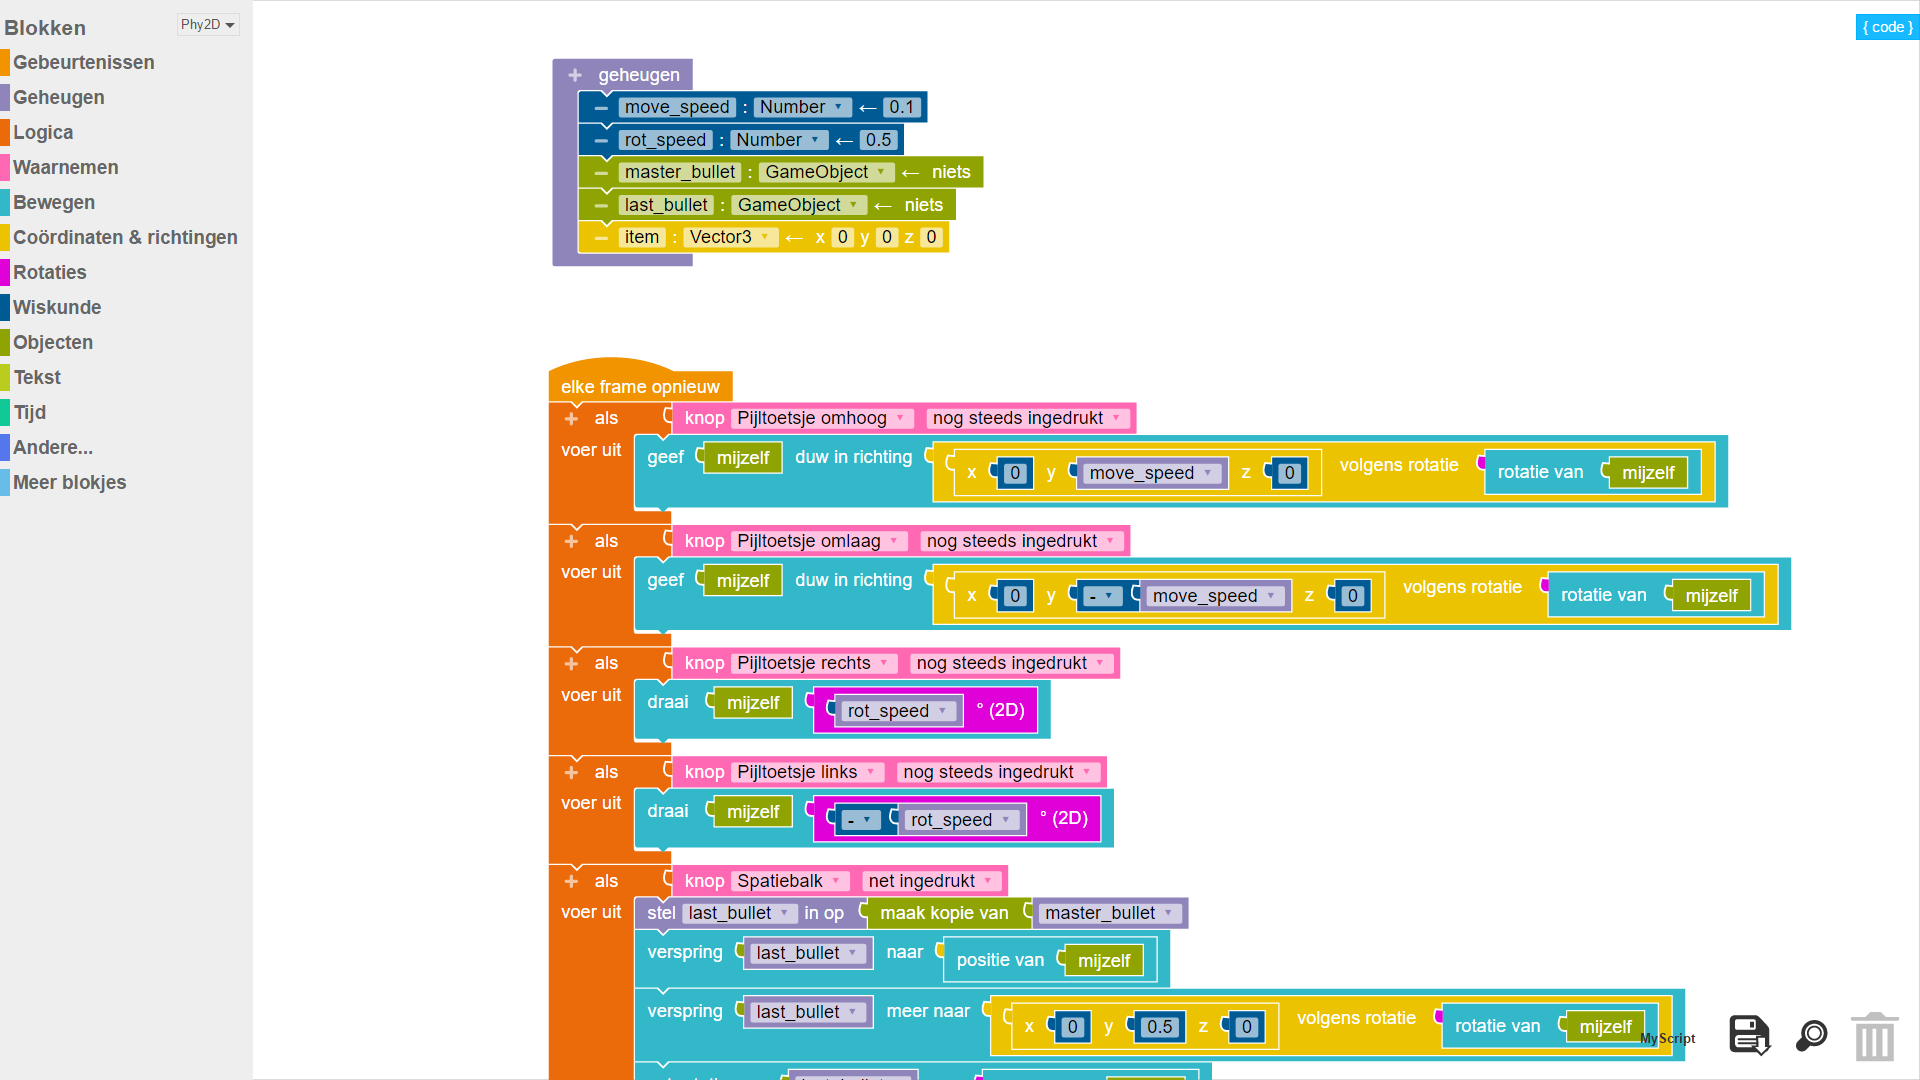 Blokken
Phy2D
Gebeurtenissen
Geheugen
Logica
Waarnemen
Bewegen
Coördinaten & richtingen
Rotaties
Wiskunde
Objecten
Tekst
Tijd
Andere...
Meer blokjes
{ code }
geheugen
move_speed : Number ← 0.1
rot_speed : Number ← 0.5
master_bullet : GameObject ← niets
last_bullet : GameObject ← niets
item : Vector3 ← x 0 y 0 z 0
elke frame opnieuw
als knop Pijltoetsje omhoog nog steeds ingedrukt
voer uit geef mijzelf duw in richting x 0 y move_speed z 0 volgens rotatie rotatie van mijzelf
als knop Pijltoetsje omlaag nog steeds ingedrukt
voer uit geef mijzelf duw in richting x 0 y - move_speed z 0 volgens rotatie rotatie van mijzelf
als knop Pijltoetsje rechts nog steeds ingedrukt
voer uit draai mijzelf rot_speed ° (2D)
als knop Pijltoetsje links nog steeds ingedrukt
voer uit draai mijzelf - rot_speed ° (2D)
als knop Spatiebalk net ingedrukt
voer uit stel last_bullet in op maak kopie van master_bullet
verspring last_bullet naar positie van mijzelf
verspring last_bullet meer naar x 0 y 0.5 z 0 volgens rotatie rotatie van mijzelf
MyScript